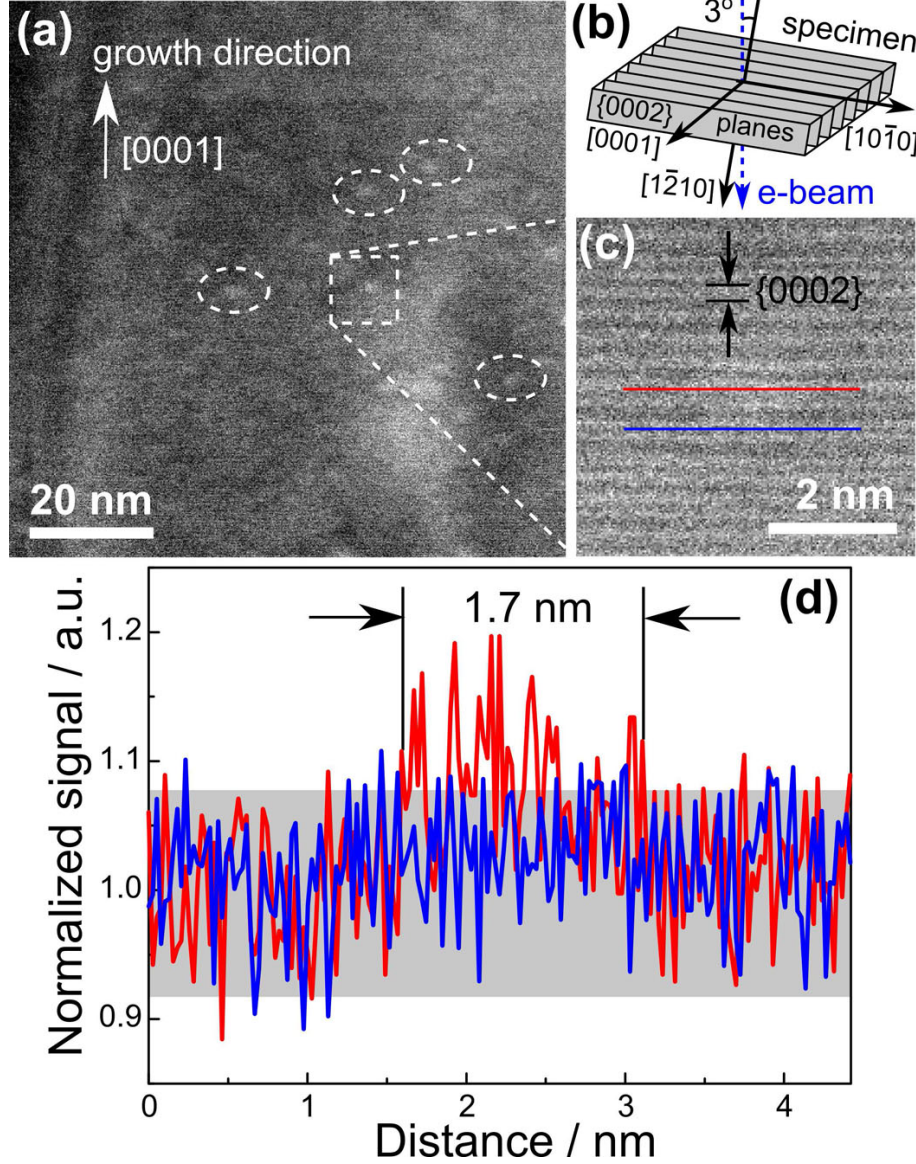 (a)
growth direction
[0001]
20 nm
(b)
3°
specimen
{0002}
planes
[0001]
[101̄0]
[12̄10]
e-beam
(c)
{0002}
2 nm
(d)
1.7 nm
Normalized signal / a.u.
1.2
1.1
1.0
0.9
0
1
2
3
4
Distance / nm